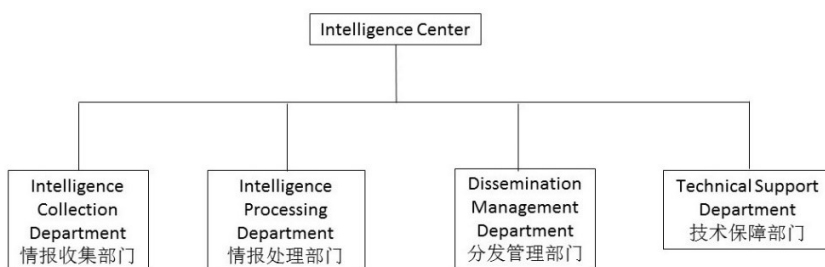 Intelligence Center
Intelligence
Collection
Department
情报收集部门
Intelligence
Processing
Department
情报处理部门
Dissemination
Management
Department
分发管理部门
Technical Support
Department
技术保障部门